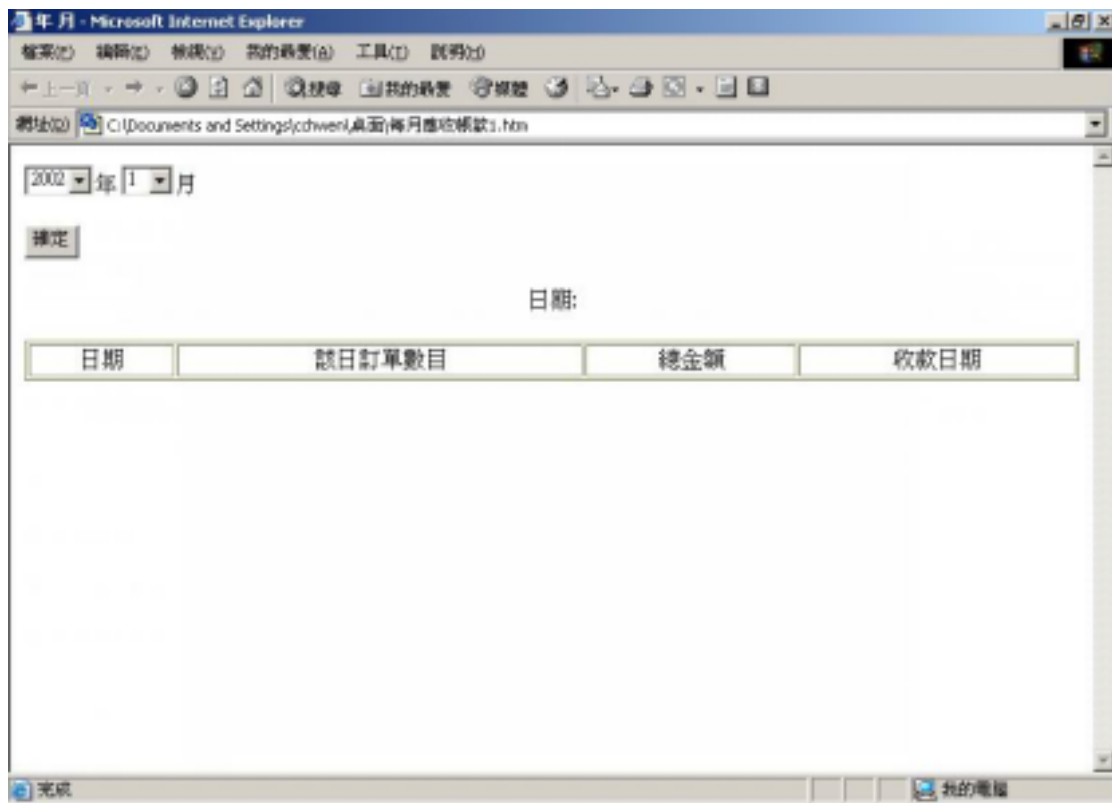 年 月 - Microsoft Internet Explorer
檔案(F) 編輯(E) 檢視(V) 我的最愛(A) 工具(T) 說明(H)
上一頁 搜尋 我的最愛 媒體
網址(D) C:\Documents and Settings\cchwen\桌面\每月應收帳款1.htm
2002 年 1 月
確定
日期:
日期 該日訂單數目 總金額 收款日期
完成 我的電腦